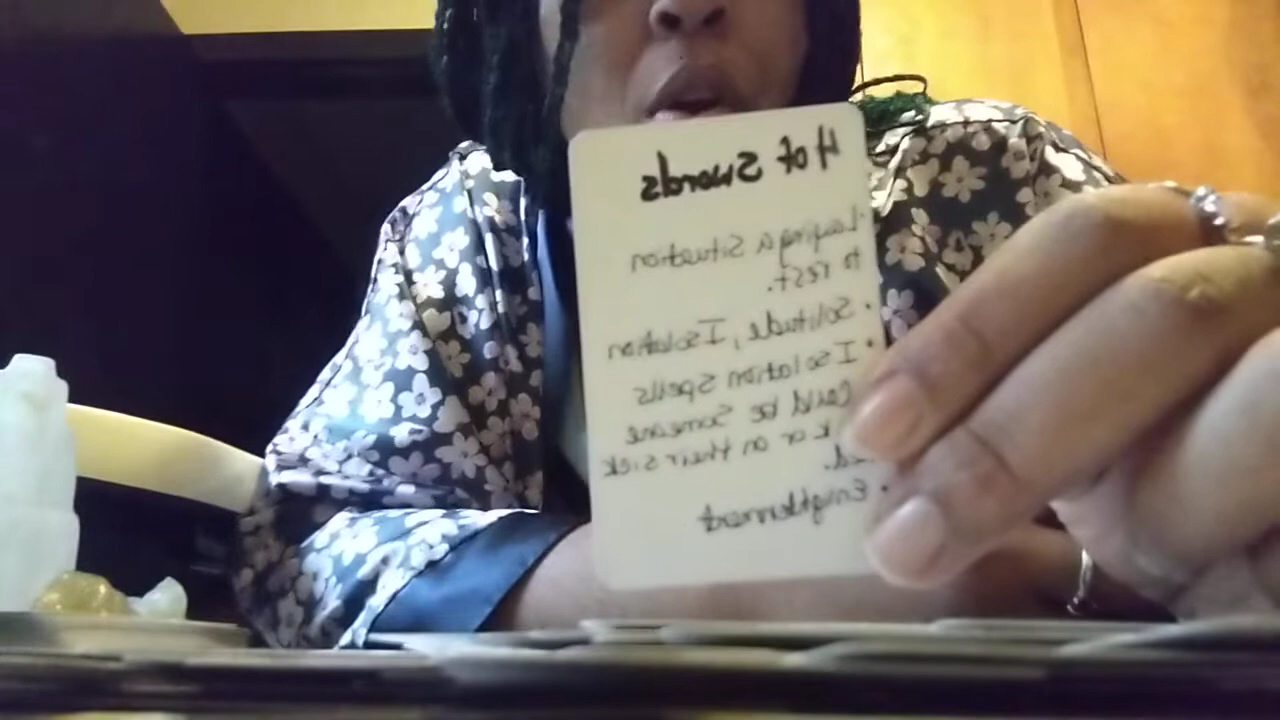 4 of Swords
·Laying a Situation
to rest.
· Solitude, Isolation
· Isolation Spells
Could be Someone
or on their sick
· Enlightenment